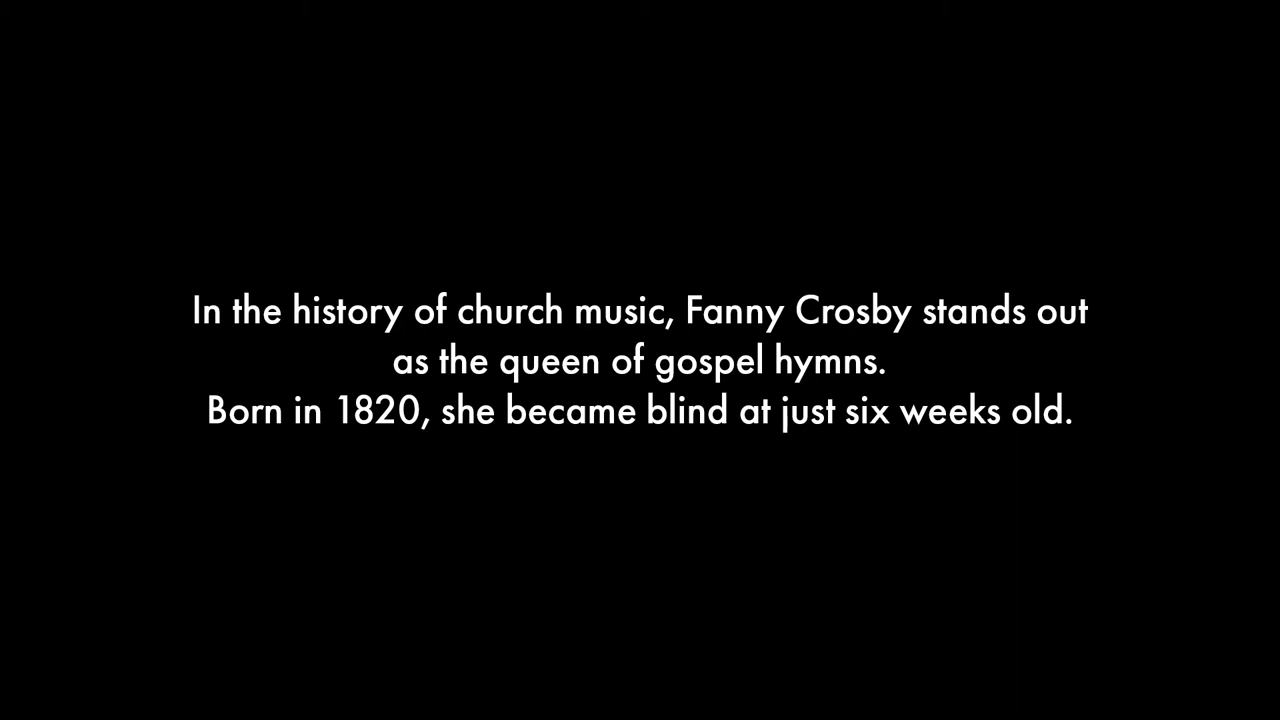 In the history of church music, Fanny Crosby stands out
as the queen of gospel hymns.
Born in 1820, she became blind at just six weeks old.